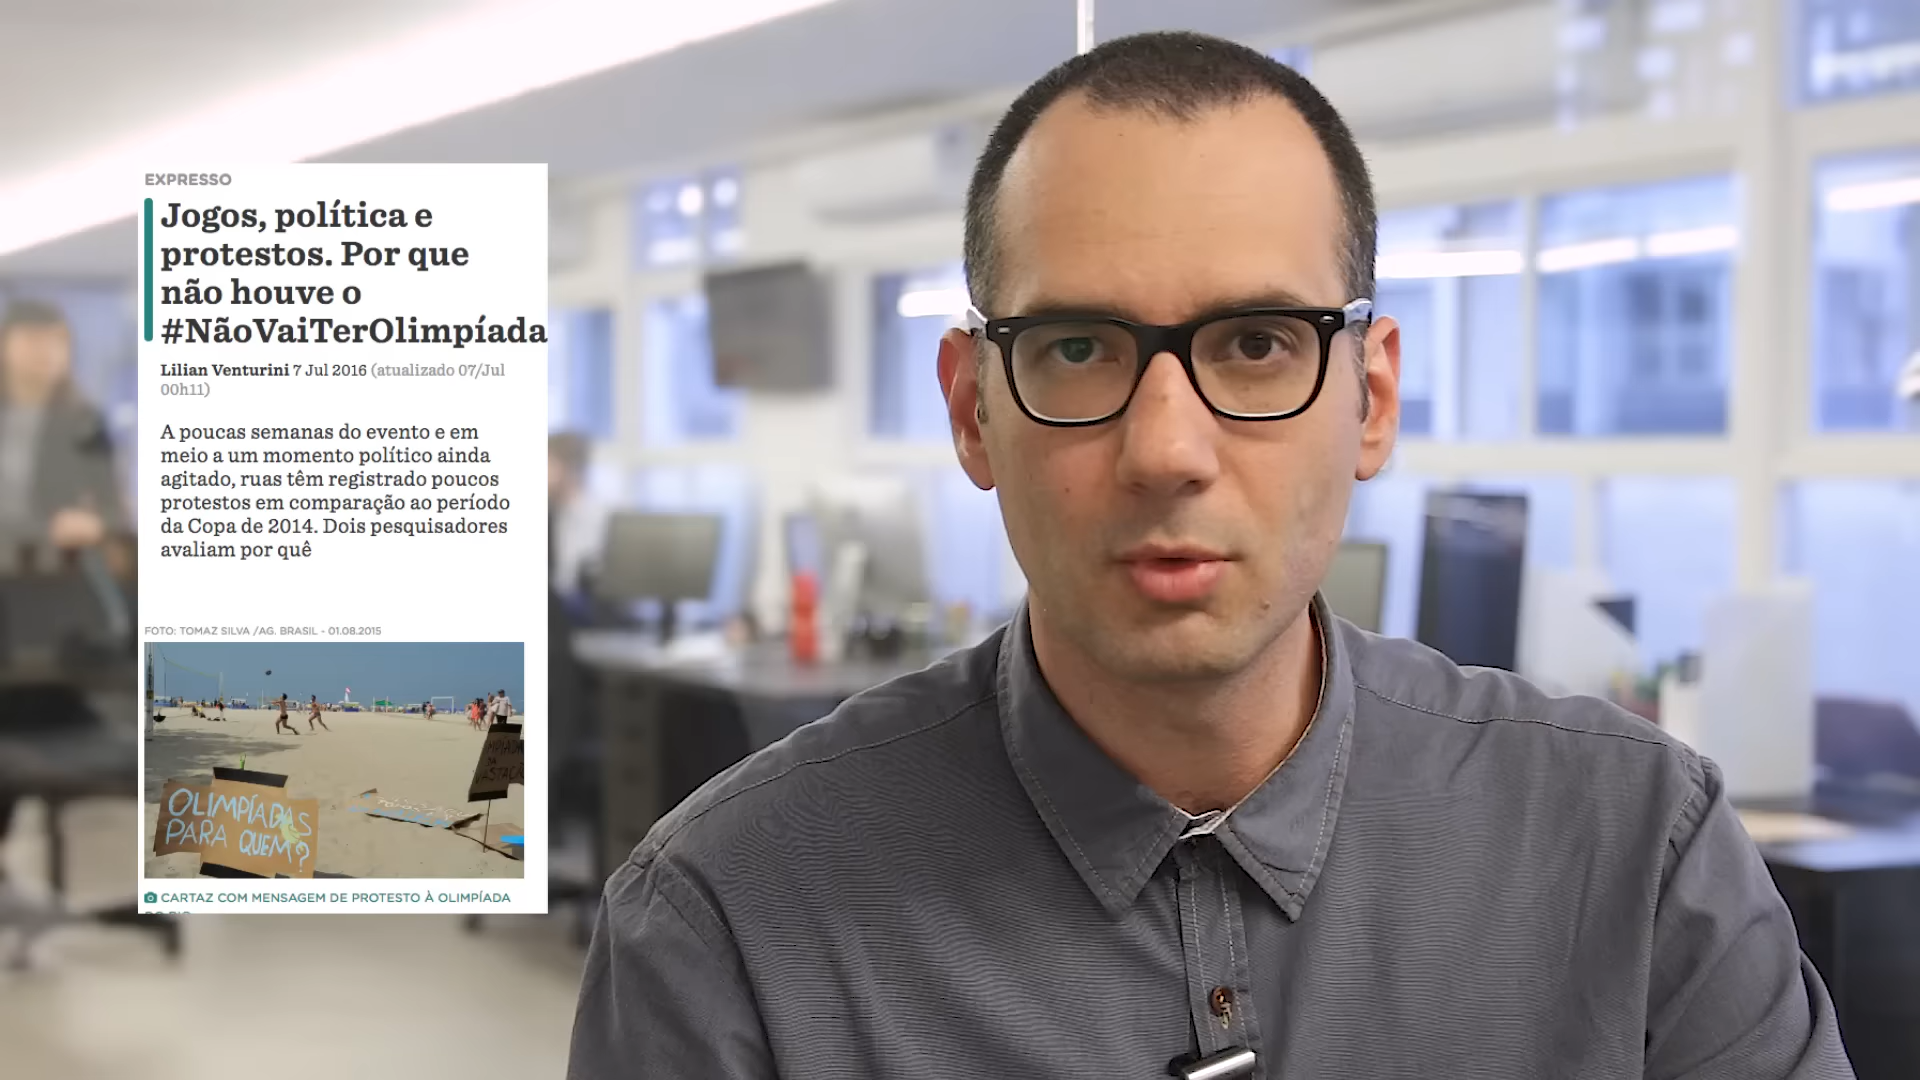 EXPRESSO
Jogos, política e
protestos. Por que
não houve o
#NãoVaiTerOlimpíada
Lilian Venturini 7 Jul 2016 (atualizado 07/Jul
00h11)
A poucas semanas do evento e em
meio a um momento político ainda
agitado, ruas têm registrado poucos
protestos em comparação ao período
da Copa de 2014. Dois pesquisadores
avaliam por quê
FOTO: TOMAZ SILVA /AG. BRASIL - 01.08.2015
OLIMPÍADAS
PARA QUEM?
CARTAZ COM MENSAGEM DE PROTESTO À OLIMPÍADA